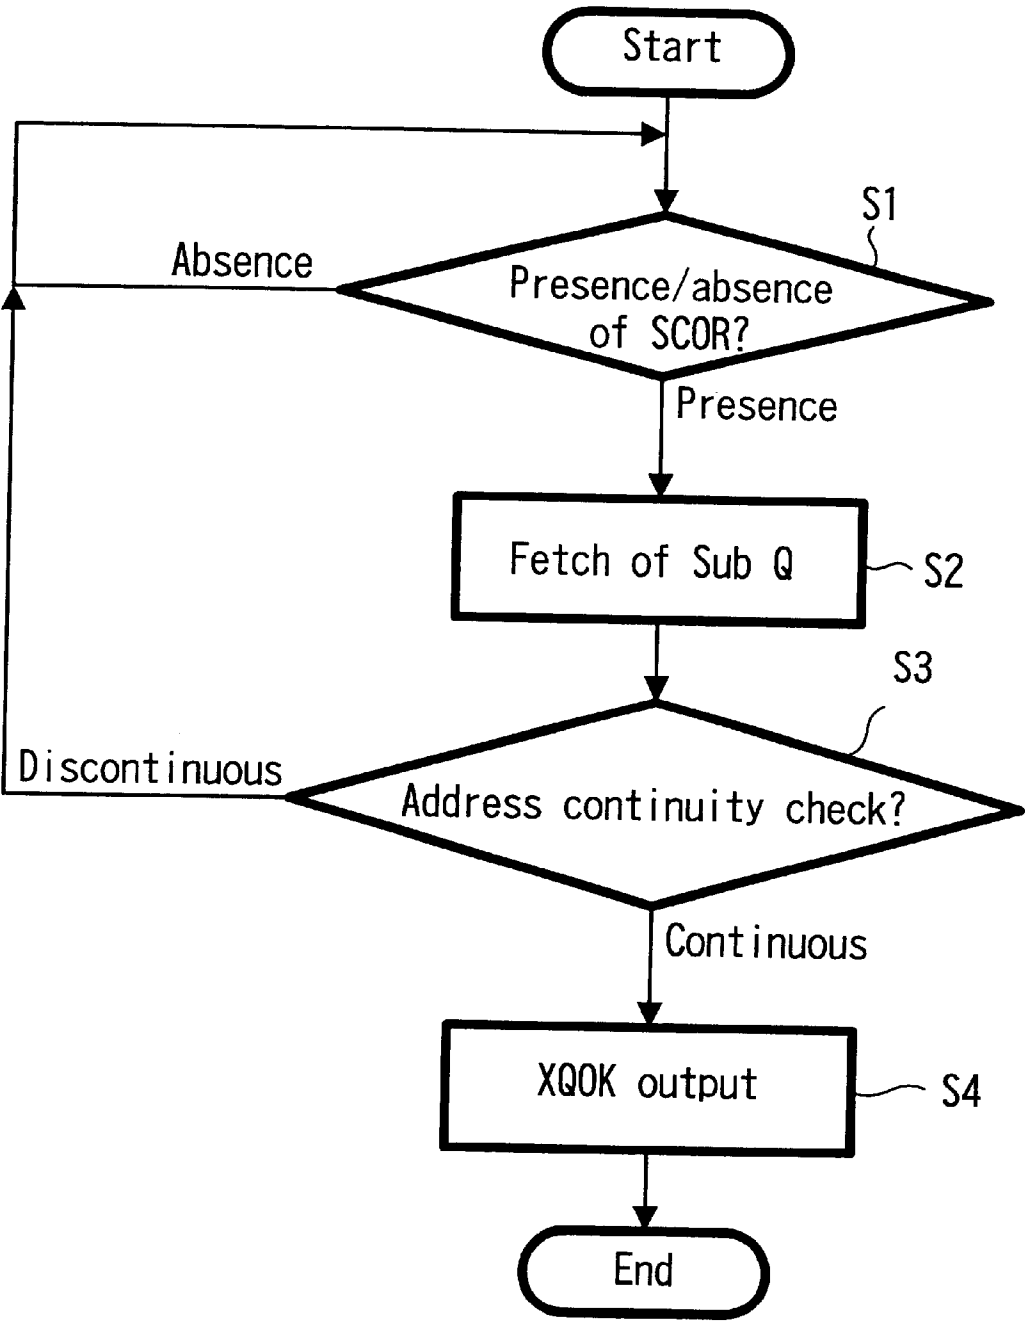 Start
S1
Absence
Presence/absence
of SCOR?
Presence
Fetch of Sub Q
S2
S3
Discontinuous
Address continuity check?
Continuous
XQOK output
S4
End